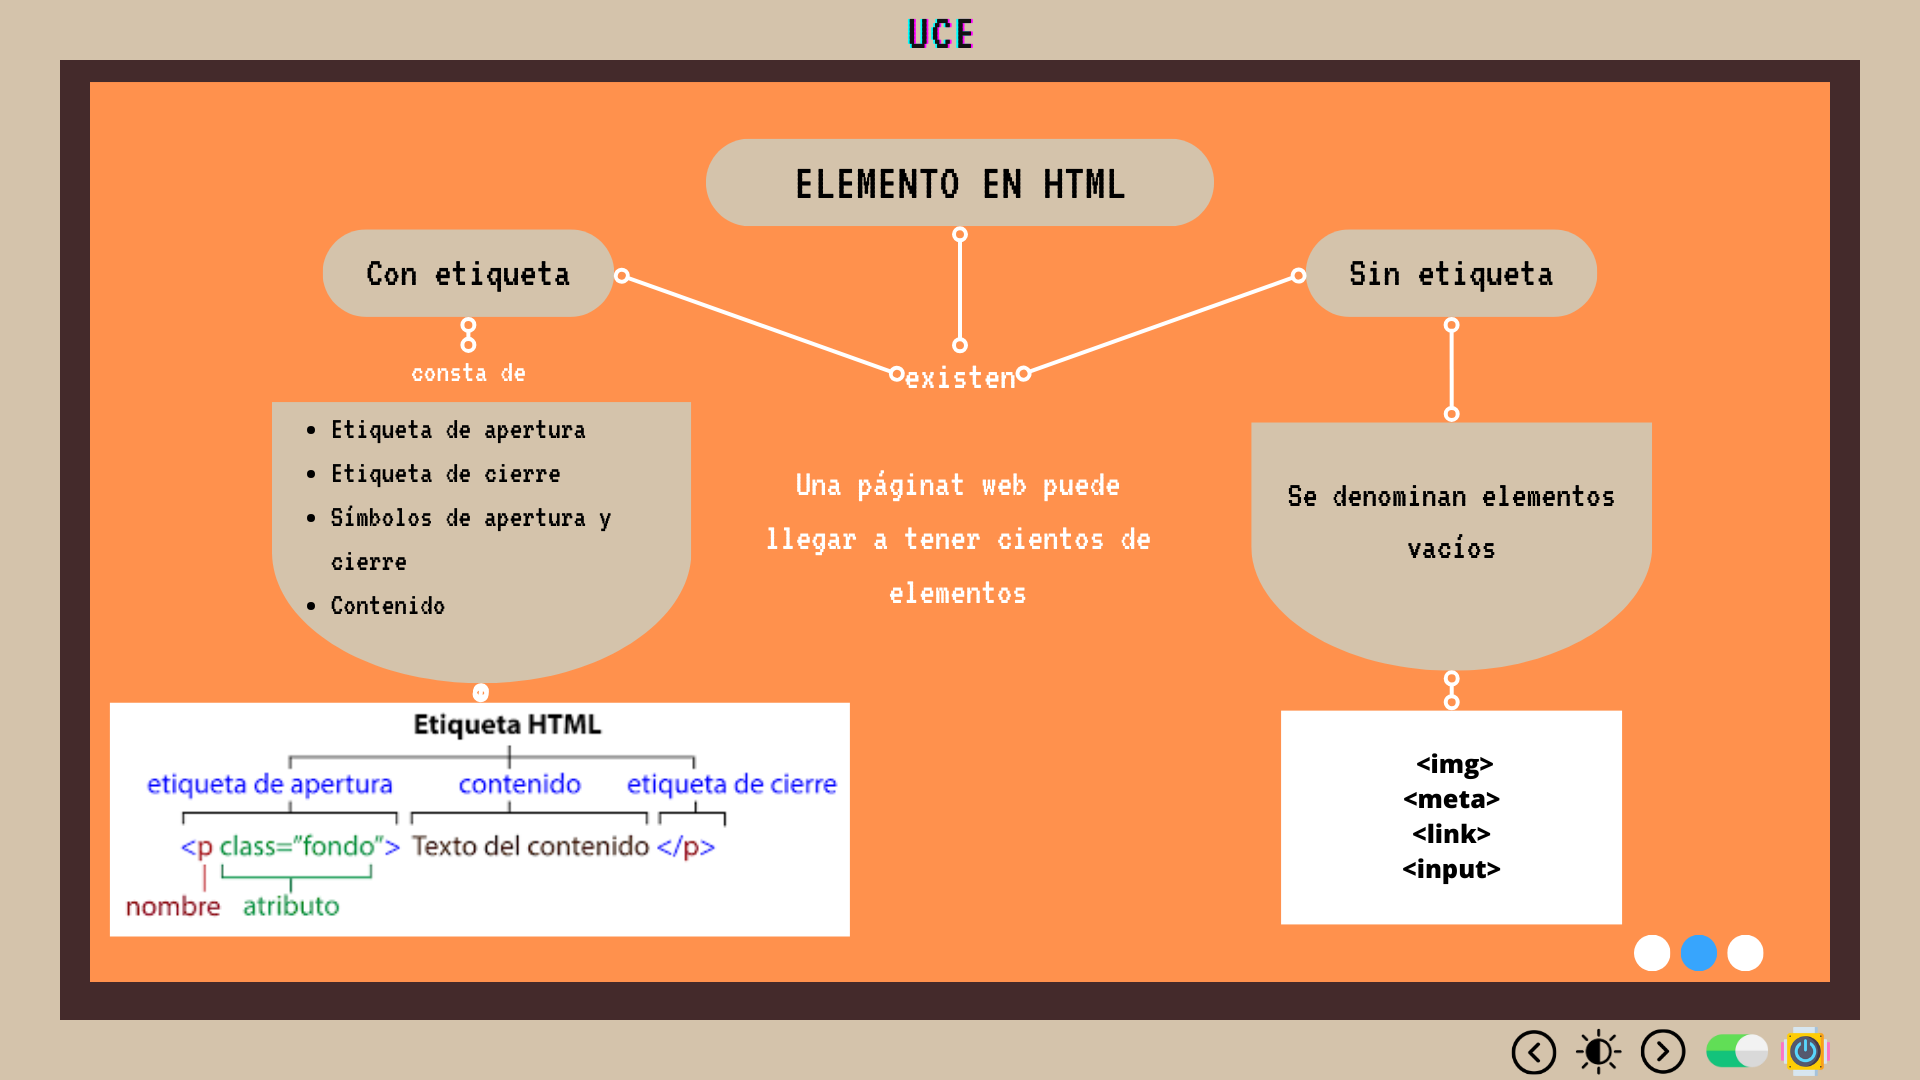 UCE
ELEMENTO EN HTML
Con etiqueta
Sin etiqueta
existen
consta de
• Etiqueta de apertura
• Etiqueta de cierre
• Símbolos de apertura y
cierre
• Contenido
Una páginat web puede
llegar a tener cientos de
elementos
Se denominan elementos
vacíos
Etiqueta HTML
etiqueta de apertura contenido etiqueta de cierre
<p class="fondo"> Texto del contenido </p>
nombre atributo
<img>
<meta>
<link>
<input>